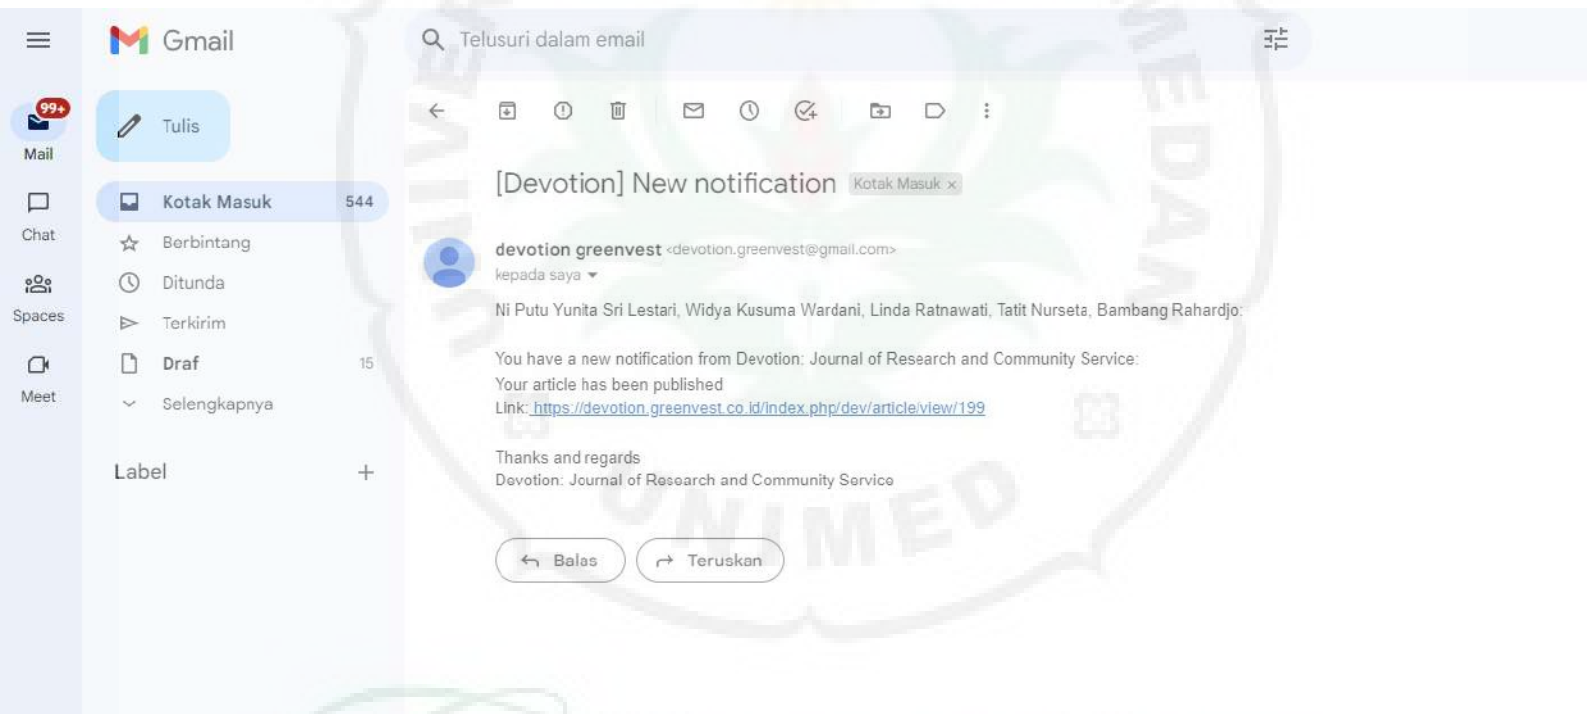 Gmail
Telusuri dalam email
99+
Mail
Chat
Spaces
Meet
Tulis
Kotak Masuk 544
Berbintang
Ditunda
Terkirim
Draf 15
Selengkapnya
Label +
[Devotion] New notification Kotak Masuk ×
devotion greenvest <devotion.greenvest@gmail.com>
kepada saya
Ni Putu Yunita Sri Lestari, Widya Kusuma Wardani, Linda Ratnawati, Tatit Nurseta, Bambang Rahardjo:
You have a new notification from Devotion: Journal of Research and Community Service:
Your article has been published
Link: https://devotion.greenvest.co.id/index.php/dev/article/view/199
Thanks and regards
Devotion: Journal of Research and Community Service
Balas
Teruskan
UNIMED